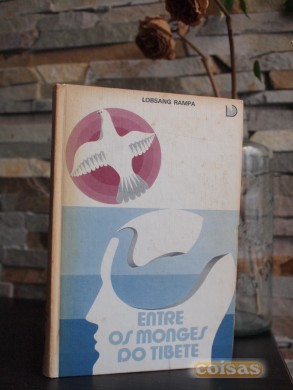 LOBSANG RAMPA
ENTRE
OS MONGES
DO TIBETE
coisas